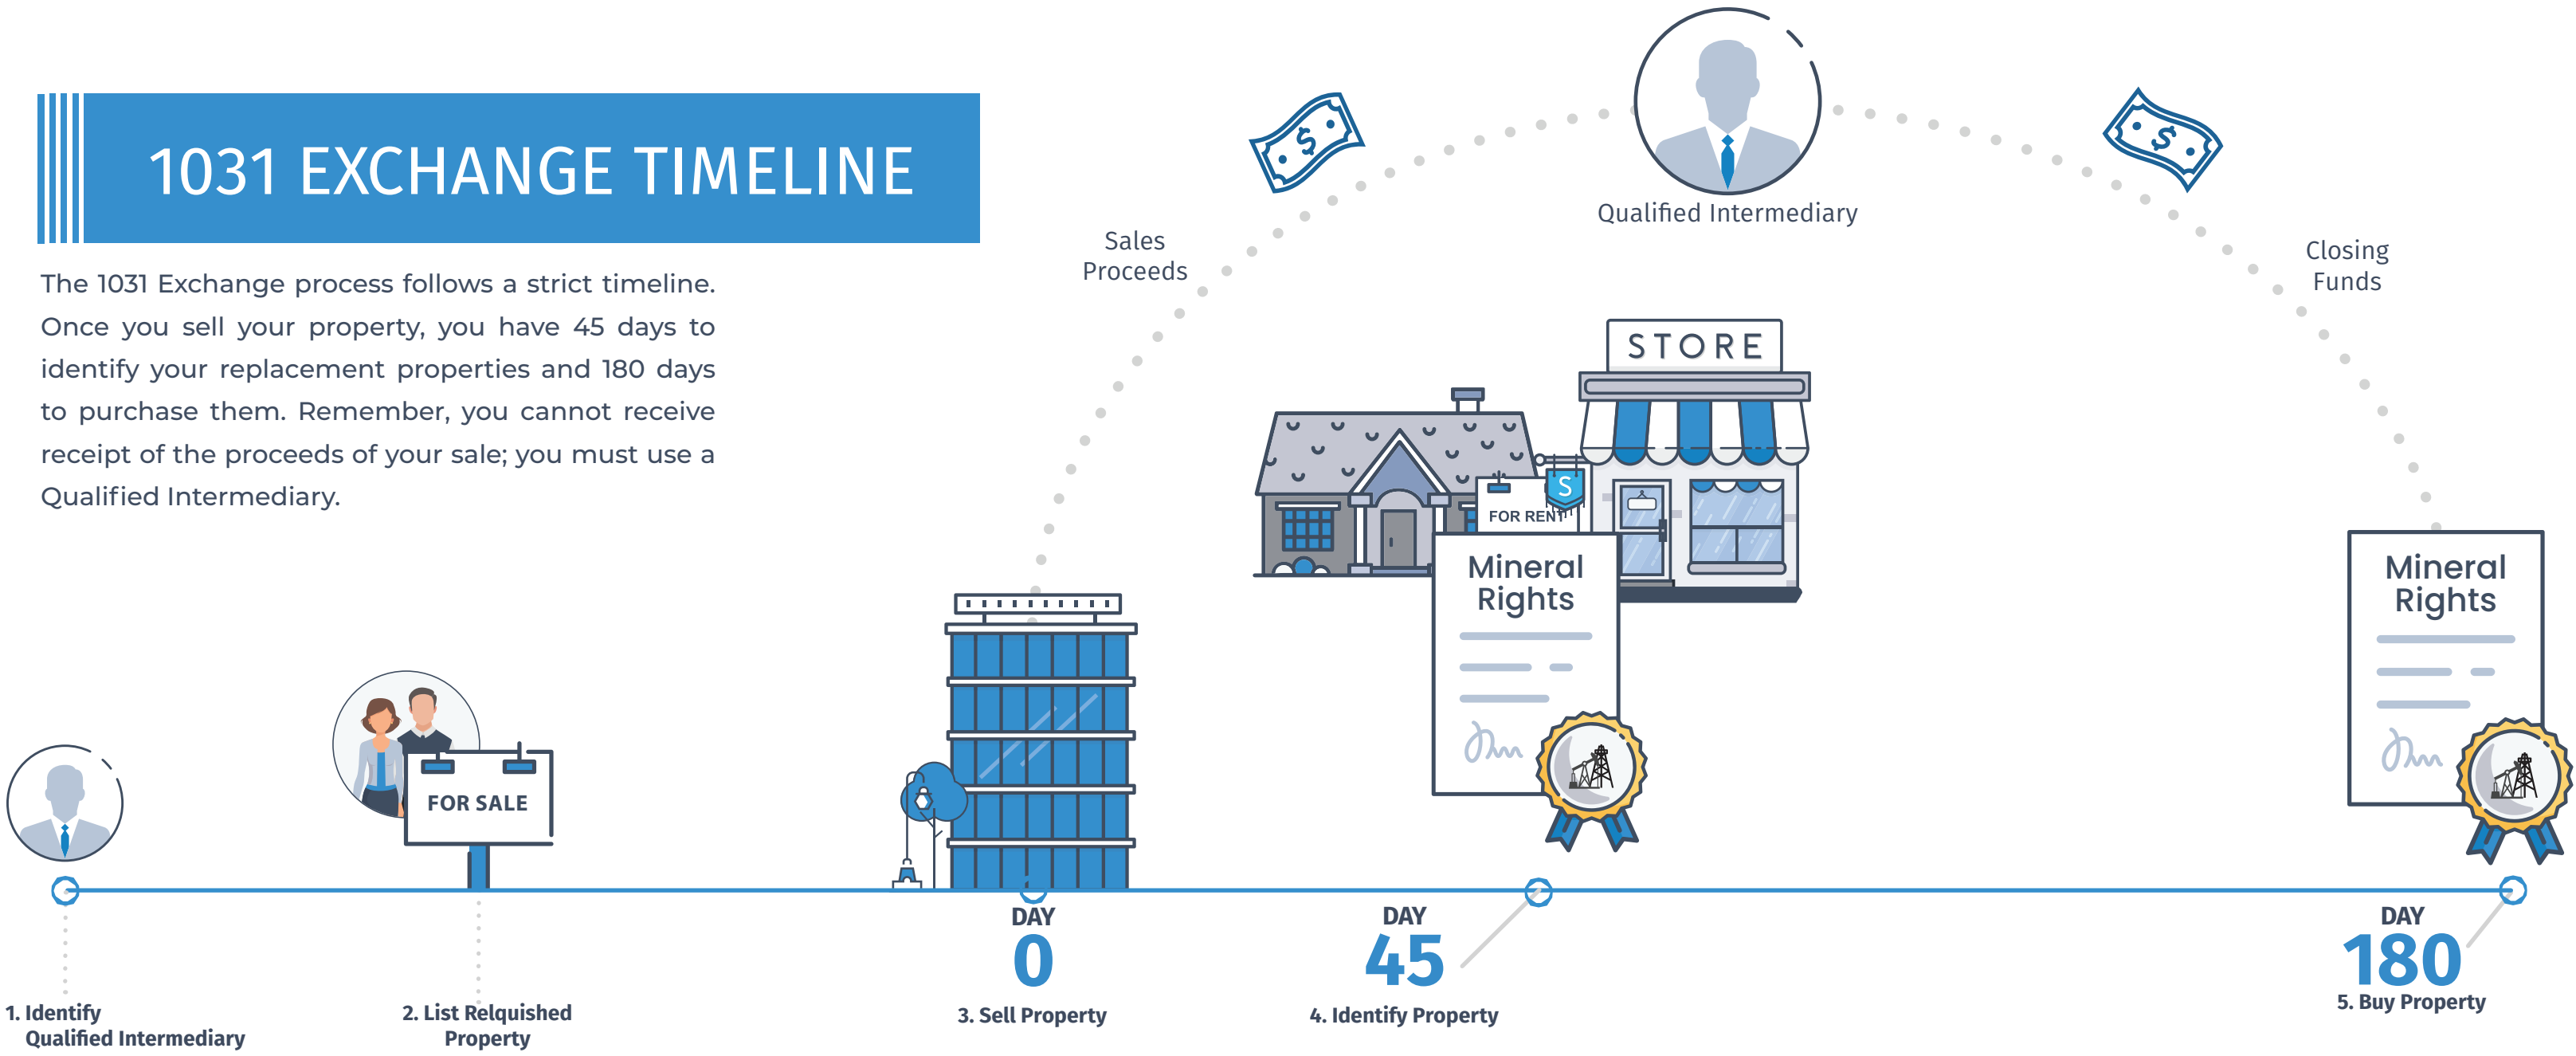 1031 EXCHANGE TIMELINE
The 1031 Exchange process follows a strict timeline.
Once you sell your property, you have 45 days to
identify your replacement properties and 180 days
to purchase them. Remember, you cannot receive
receipt of the proceeds of your sale; you must use a
Qualified Intermediary.
Sales
Proceeds
$
Qualified Intermediary
$
Closing
Funds
STORE
S
FOR RENT
Mineral
Rights
Mineral
Rights
FOR SALE
1. Identify
Qualified Intermediary
2. List Relquished
Property
DAY
0
3. Sell Property
DAY
45
4. Identify Property
DAY
180
5. Buy Property